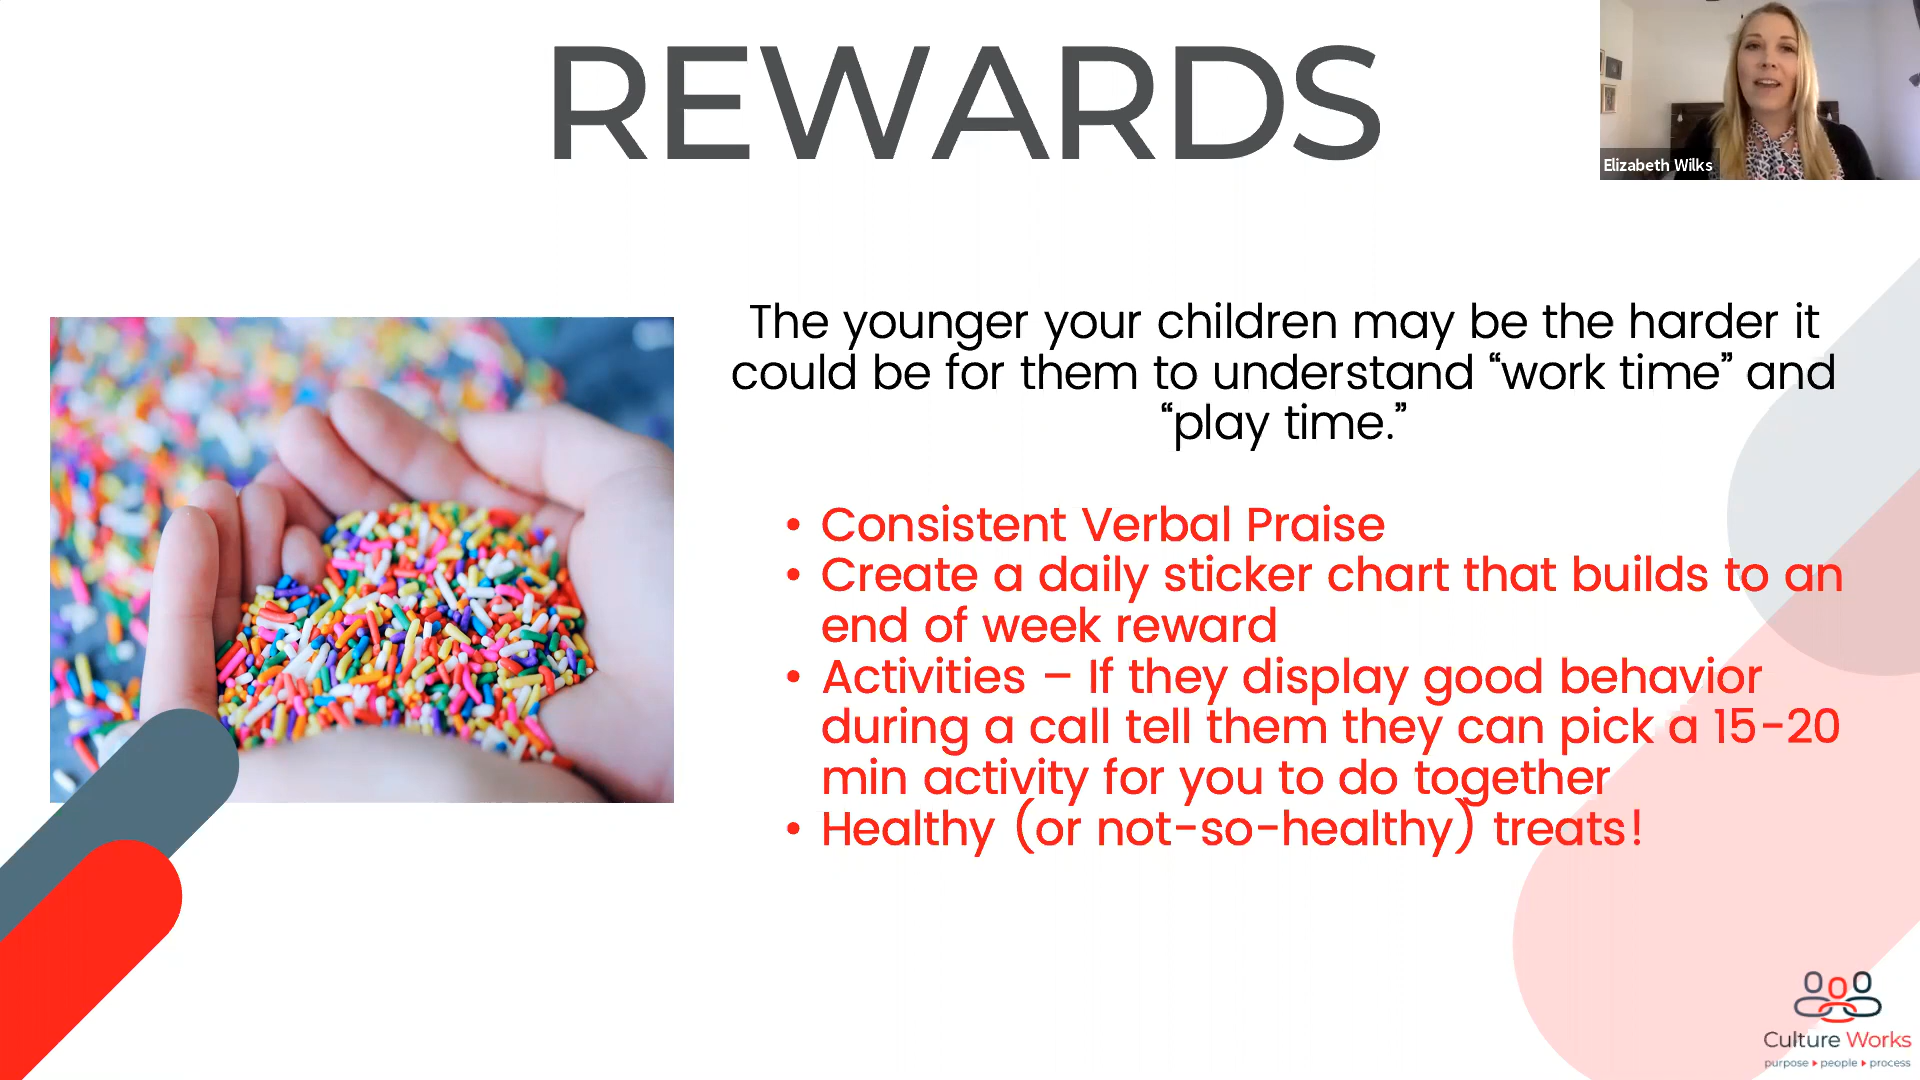 REWARDS
Elizabeth Wilks
The younger your children may be the harder it
could be for them to understand “work time” and
“play time.”
• Consistent Verbal Praise
• Create a daily sticker chart that builds to an
end of week reward
• Activities – If they display good behavior
during a call tell them they can pick a 15-20
min activity for you to do together
• Healthy (or not-so-healthy) treats!
Culture Works
purpose ▸ people ▸ process